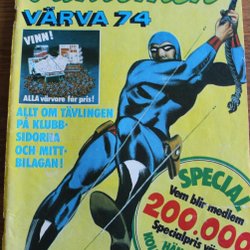 VÄRVA 74
VINN!
ALLA värvare får pris!
ALLT OM TÄVLINGEN
PÅ KLUBB-
SIDORNA
OCH MITT-
BILAGAN!
SPECIAL
Vem blir medlem
200.000
Specialpris